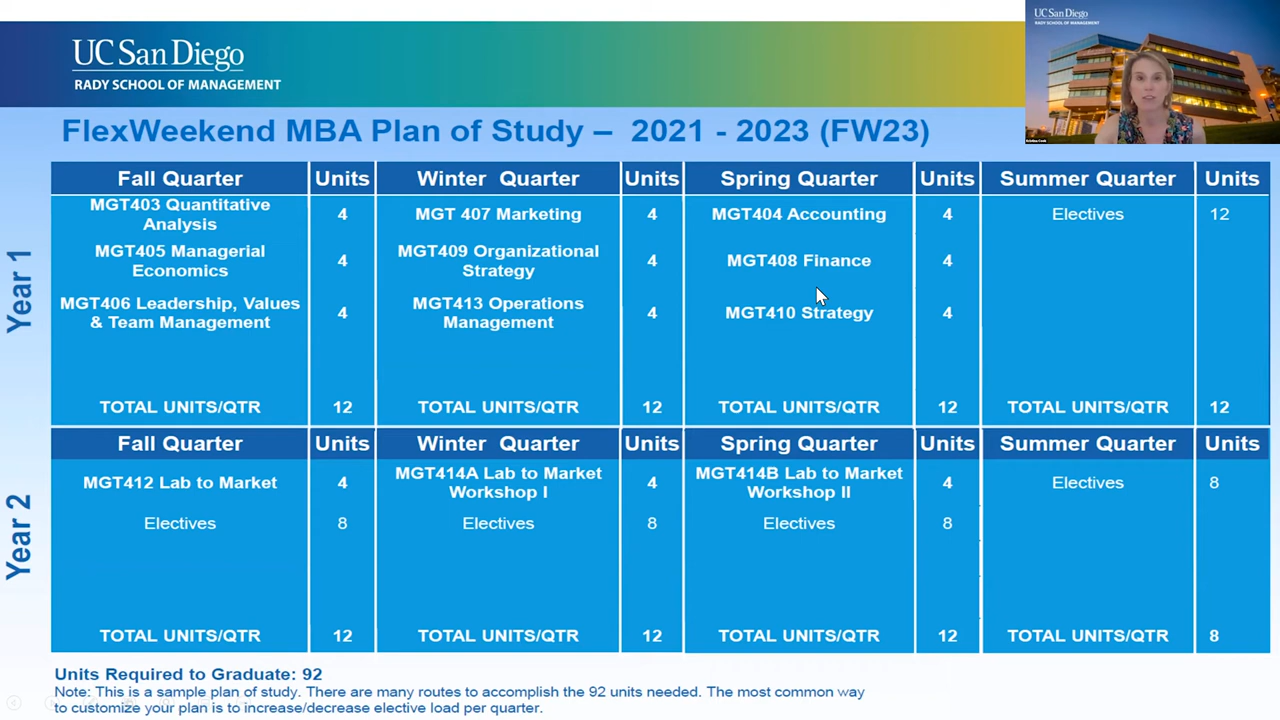 UC San Diego
RADY SCHOOL OF MANAGEMENT
UC San Diego
RADY SCHOOL OF MANAGEMENT
Kristina Cook
FlexWeekend MBA Plan of Study – 2021 - 2023 (FW23)
Year 1
Fall Quarter Units Winter Quarter Units Spring Quarter Units Summer Quarter Units
MGT403 Quantitative
Analysis 4 MGT 407 Marketing 4 MGT404 Accounting 4 Electives 12
MGT405 Managerial
Economics 4 MGT409 Organizational
Strategy 4 MGT408 Finance 4
MGT406 Leadership, Values
& Team Management 4 MGT413 Operations
Management 4 MGT410 Strategy 4
TOTAL UNITS/QTR 12 TOTAL UNITS/QTR 12 TOTAL UNITS/QTR 12 TOTAL UNITS/QTR 12
Year 2
Fall Quarter Units Winter Quarter Units Spring Quarter Units Summer Quarter Units
MGT412 Lab to Market 4 MGT414A Lab to Market
Workshop I 4 MGT414B Lab to Market
Workshop II 4 Electives 8
Electives 8 Electives 8 Electives 8
TOTAL UNITS/QTR 12 TOTAL UNITS/QTR 12 TOTAL UNITS/QTR 12 TOTAL UNITS/QTR 8
Units Required to Graduate: 92
Note: This is a sample plan of study. There are many routes to accomplish the 92 units needed. The most common way
to customize your plan is to increase/decrease elective load per quarter.